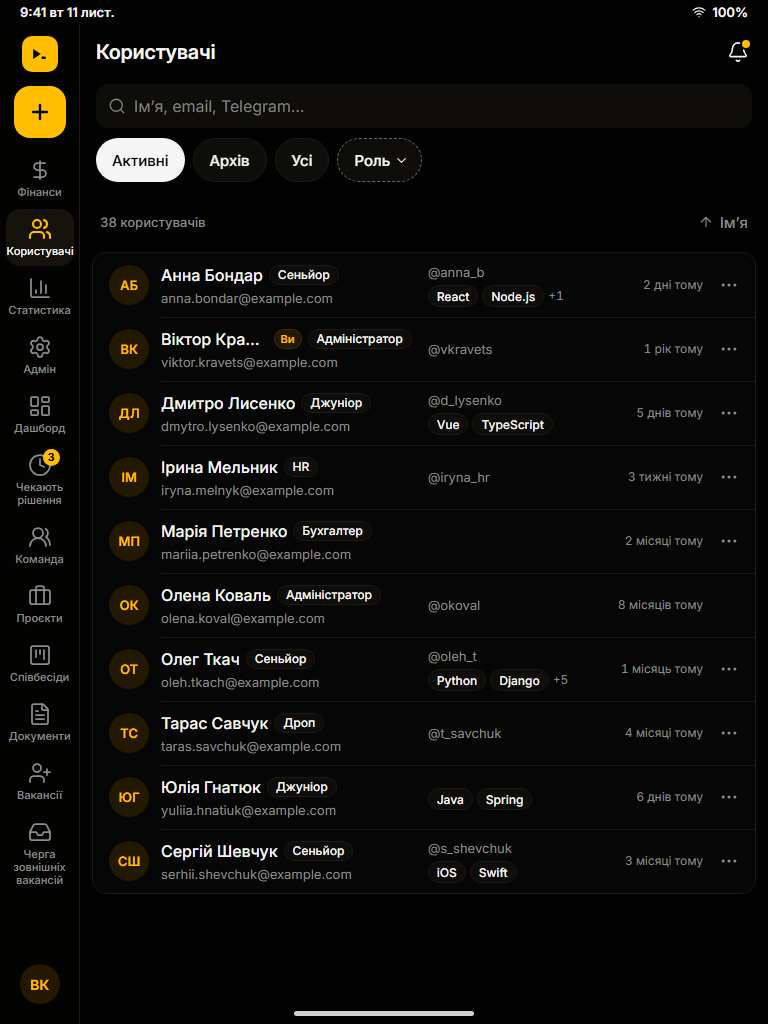 9:41 вт 11 лист.
100%
Користувачі
Ім’я, email, Telegram...
Активні
Архів
Усі
Роль
38 користувачів
Ім’я
Фінанси
Користувачі
Статистика
Адмін
Дашборд
3
Чекають
рішення
Команда
Проєкти
Співбесіди
Документи
Вакансії
Черга
зовнішніх
вакансій
ВК
АБ
Анна Бондар Сеньйор
anna.bondar@example.com
@anna_b
React Node.js +1
2 дні тому
ВК
Віктор Кра... Ви Адміністратор
viktor.kravets@example.com
@vkravets
1 рік тому
ДЛ
Дмитро Лисенко Джуніор
dmytro.lysenko@example.com
@d_lysenko
Vue TypeScript
5 днів тому
ІМ
Ірина Мельник HR
iryna.melnyk@example.com
@iryna_hr
3 тижні тому
МП
Марія Петренко Бухгалтер
mariia.petrenko@example.com
2 місяці тому
ОК
Олена Коваль Адміністратор
olena.koval@example.com
@okoval
8 місяців тому
ОТ
Олег Ткач Сеньйор
oleh.tkach@example.com
@oleh_t
Python Django +5
1 місяць тому
ТС
Тарас Савчук Дроп
taras.savchuk@example.com
@t_savchuk
4 місяці тому
ЮГ
Юлія Гнатюк Джуніор
yuliia.hnatiuk@example.com
Java Spring
6 днів тому
СШ
Сергій Шевчук Сеньйор
serhii.shevchuk@example.com
@s_shevchuk
iOS Swift
3 місяці тому